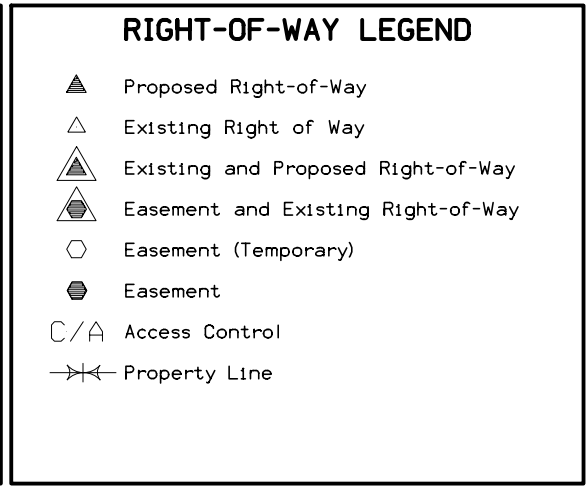 RIGHT-OF-WAY LEGEND
Proposed Right-of-Way
Existing Right of Way
Existing and Proposed Right-of-Way
Easement and Existing Right-of-Way
Easement (Temporary)
Easement
C/A Access Control
Property Line